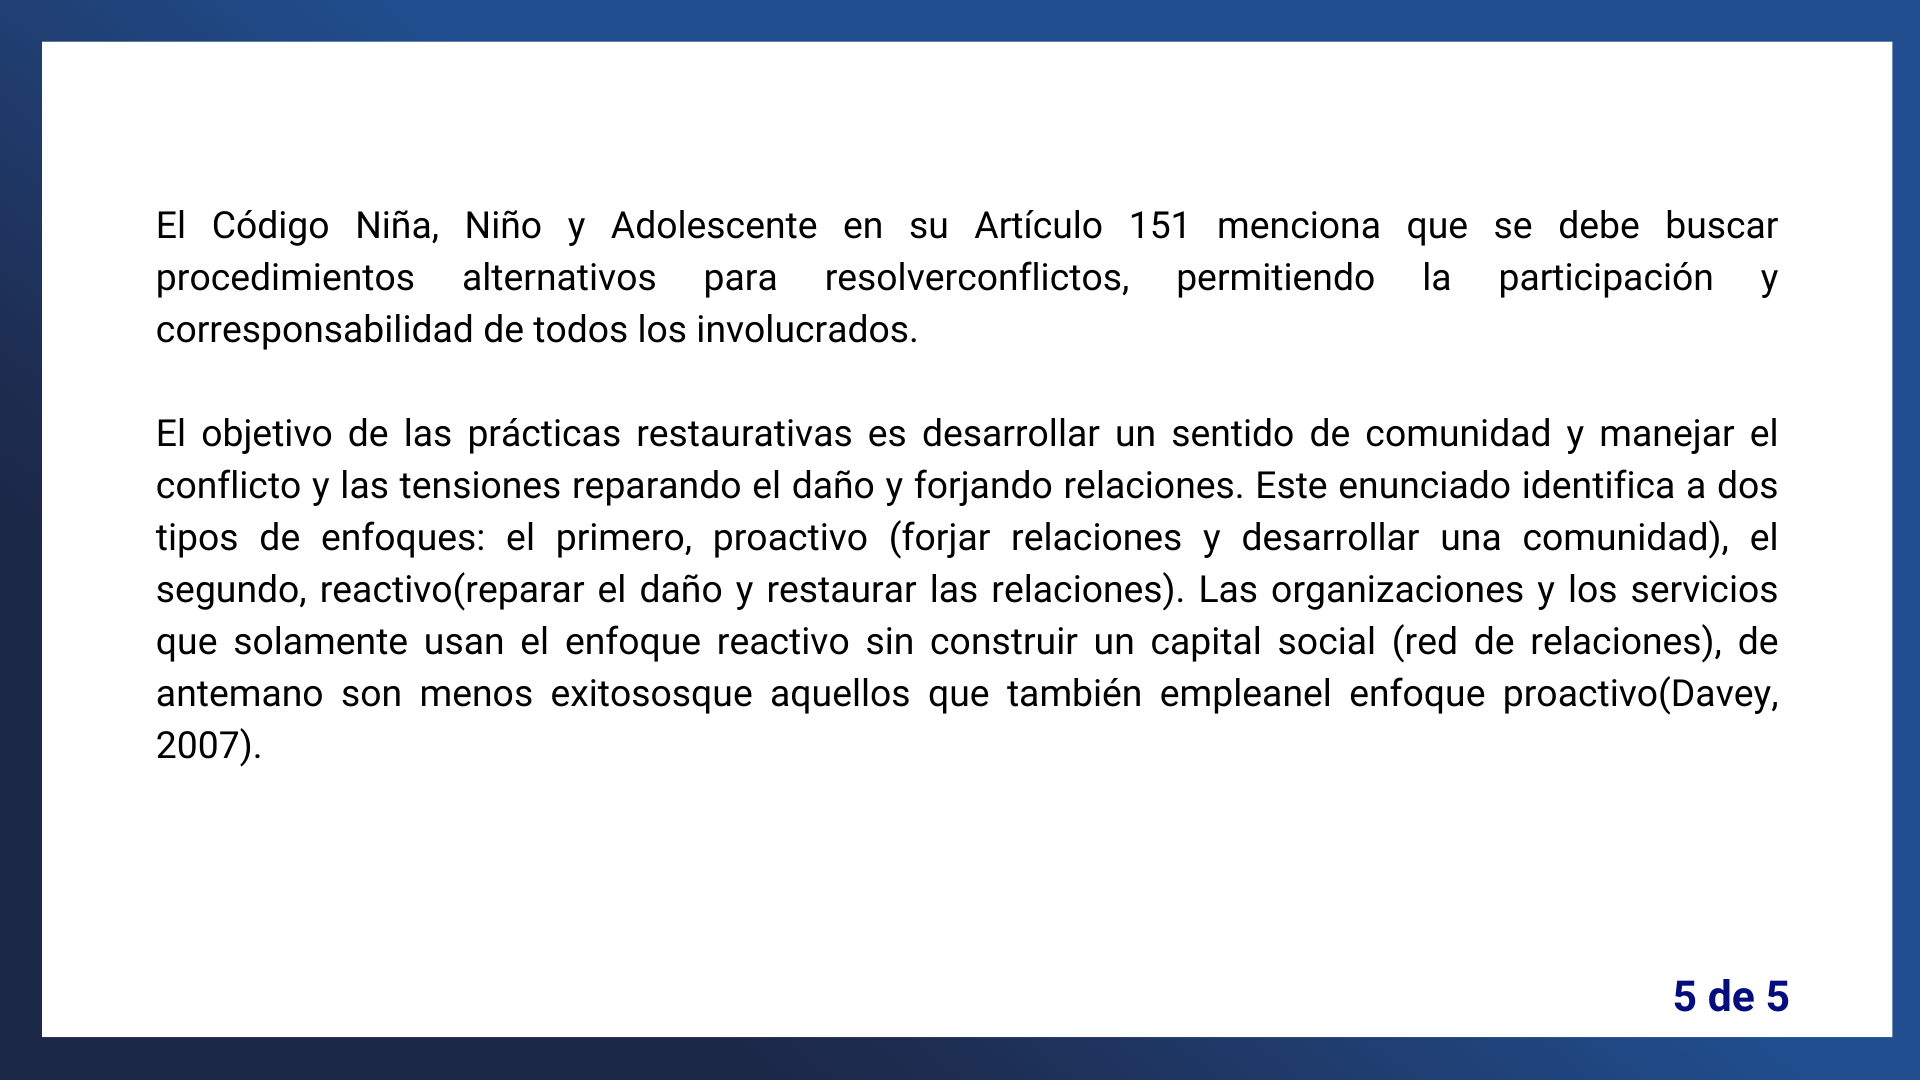 El Código Niña, Niño y Adolescente en su Artículo 151 menciona que se debe buscar
procedimientos alternativos para resolverconflictos, permitiendo la participación y
corresponsabilidad de todos los involucrados.
El objetivo de las prácticas restaurativas es desarrollar un sentido de comunidad y manejar el
conflicto y las tensiones reparando el daño y forjando relaciones. Este enunciado identifica a dos
tipos de enfoques: el primero, proactivo (forjar relaciones y desarrollar una comunidad), el
segundo, reactivo(reparar el daño y restaurar las relaciones). Las organizaciones y los servicios
que solamente usan el enfoque reactivo sin construir un capital social (red de relaciones), de
antemano son menos exitososque aquellos que también empleanel enfoque proactivo(Davey,
2007).
5 de 5